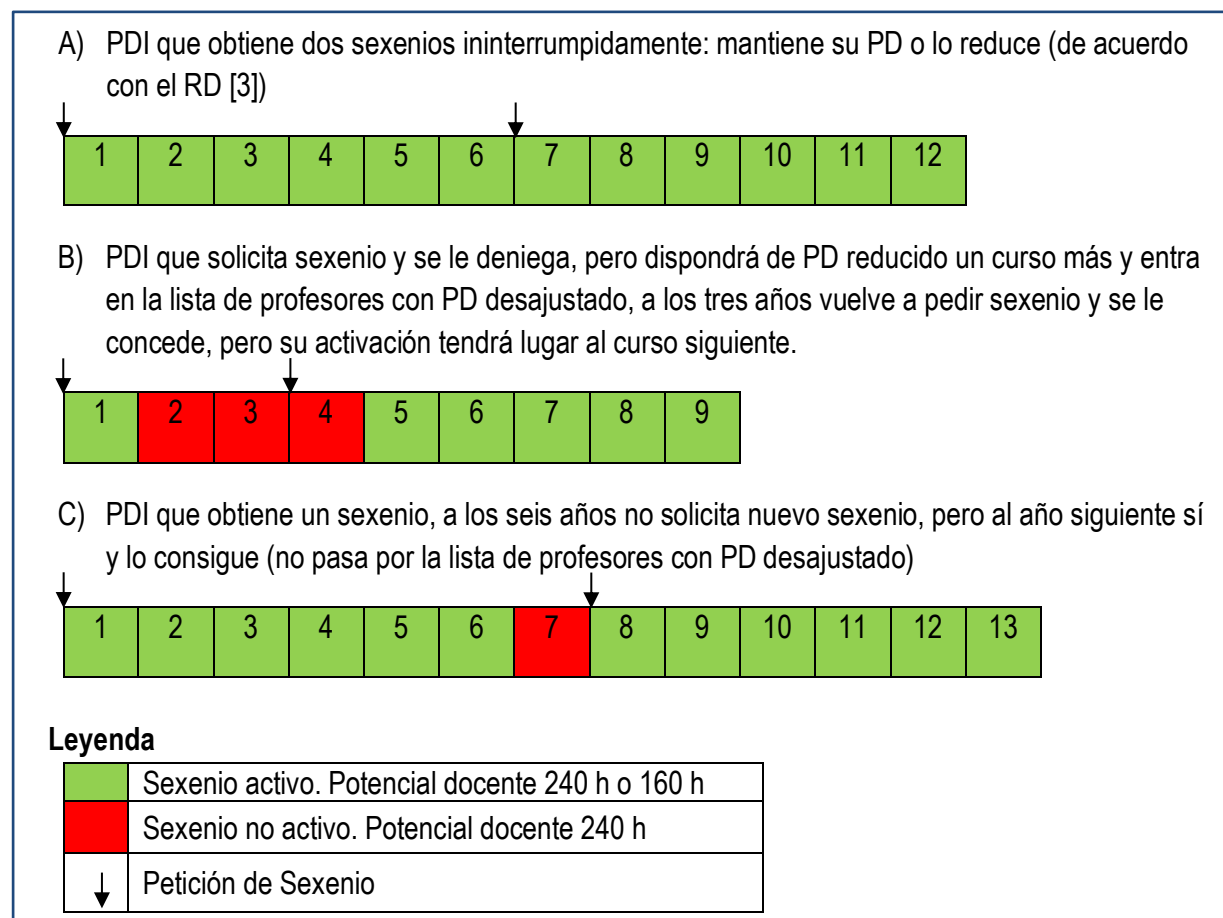 A) PDI que obtiene dos sexenios ininterrumpidamente: mantiene su PD o lo reduce (de acuerdo
con el RD [3])
1 2 3 4 5 6 7 8 9 10 11 12
B) PDI que solicita sexenio y se le deniega, pero dispondrá de PD reducido un curso más y entra
en la lista de profesores con PD desajustado, a los tres años vuelve a pedir sexenio y se le
concede, pero su activación tendrá lugar al curso siguiente.
1 2 3 4 5 6 7 8 9
C) PDI que obtiene un sexenio, a los seis años no solicita nuevo sexenio, pero al año siguiente sí
y lo consigue (no pasa por la lista de profesores con PD desajustado)
1 2 3 4 5 6 7 8 9 10 11 12 13
Leyenda
Sexenio activo. Potencial docente 240 h o 160 h
Sexenio no activo. Potencial docente 240 h
Petición de Sexenio